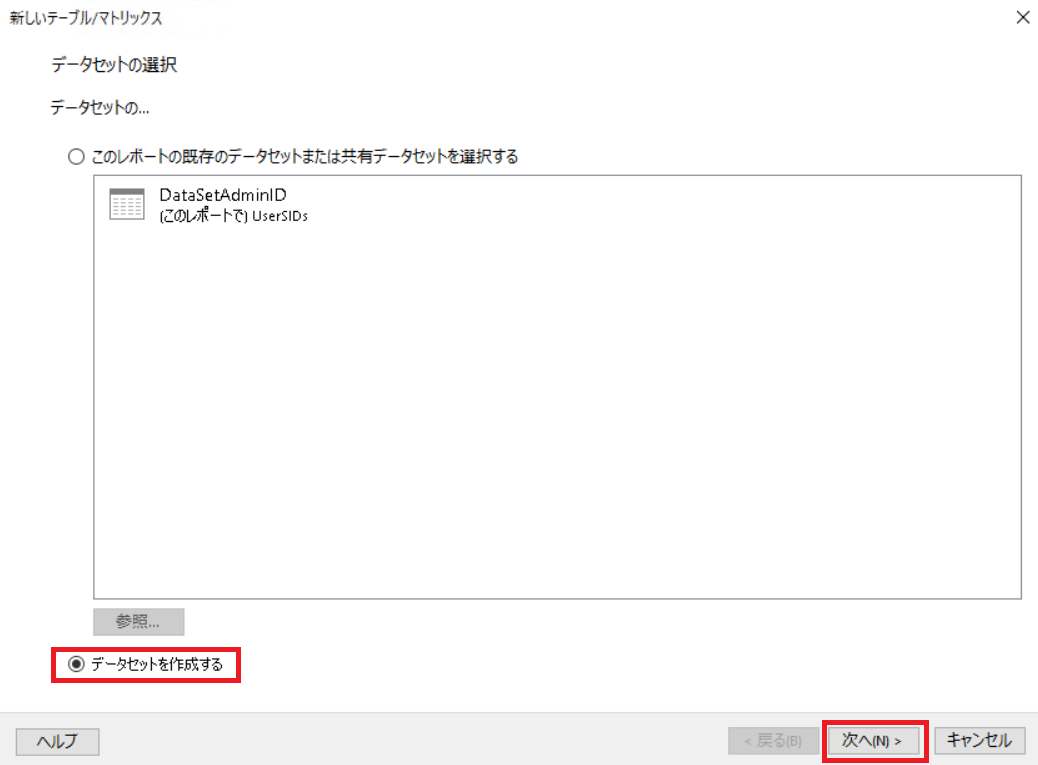 新しいテーブル/マトリックス
データセットの選択
データセットの...
このレポートの既存のデータセットまたは共有データセットを選択する
DataSetAdminID
(このレポートで) UserSIDs
参照...
データセットを作成する
ヘルプ
< 戻る(B)
次へ(N) >
キャンセル